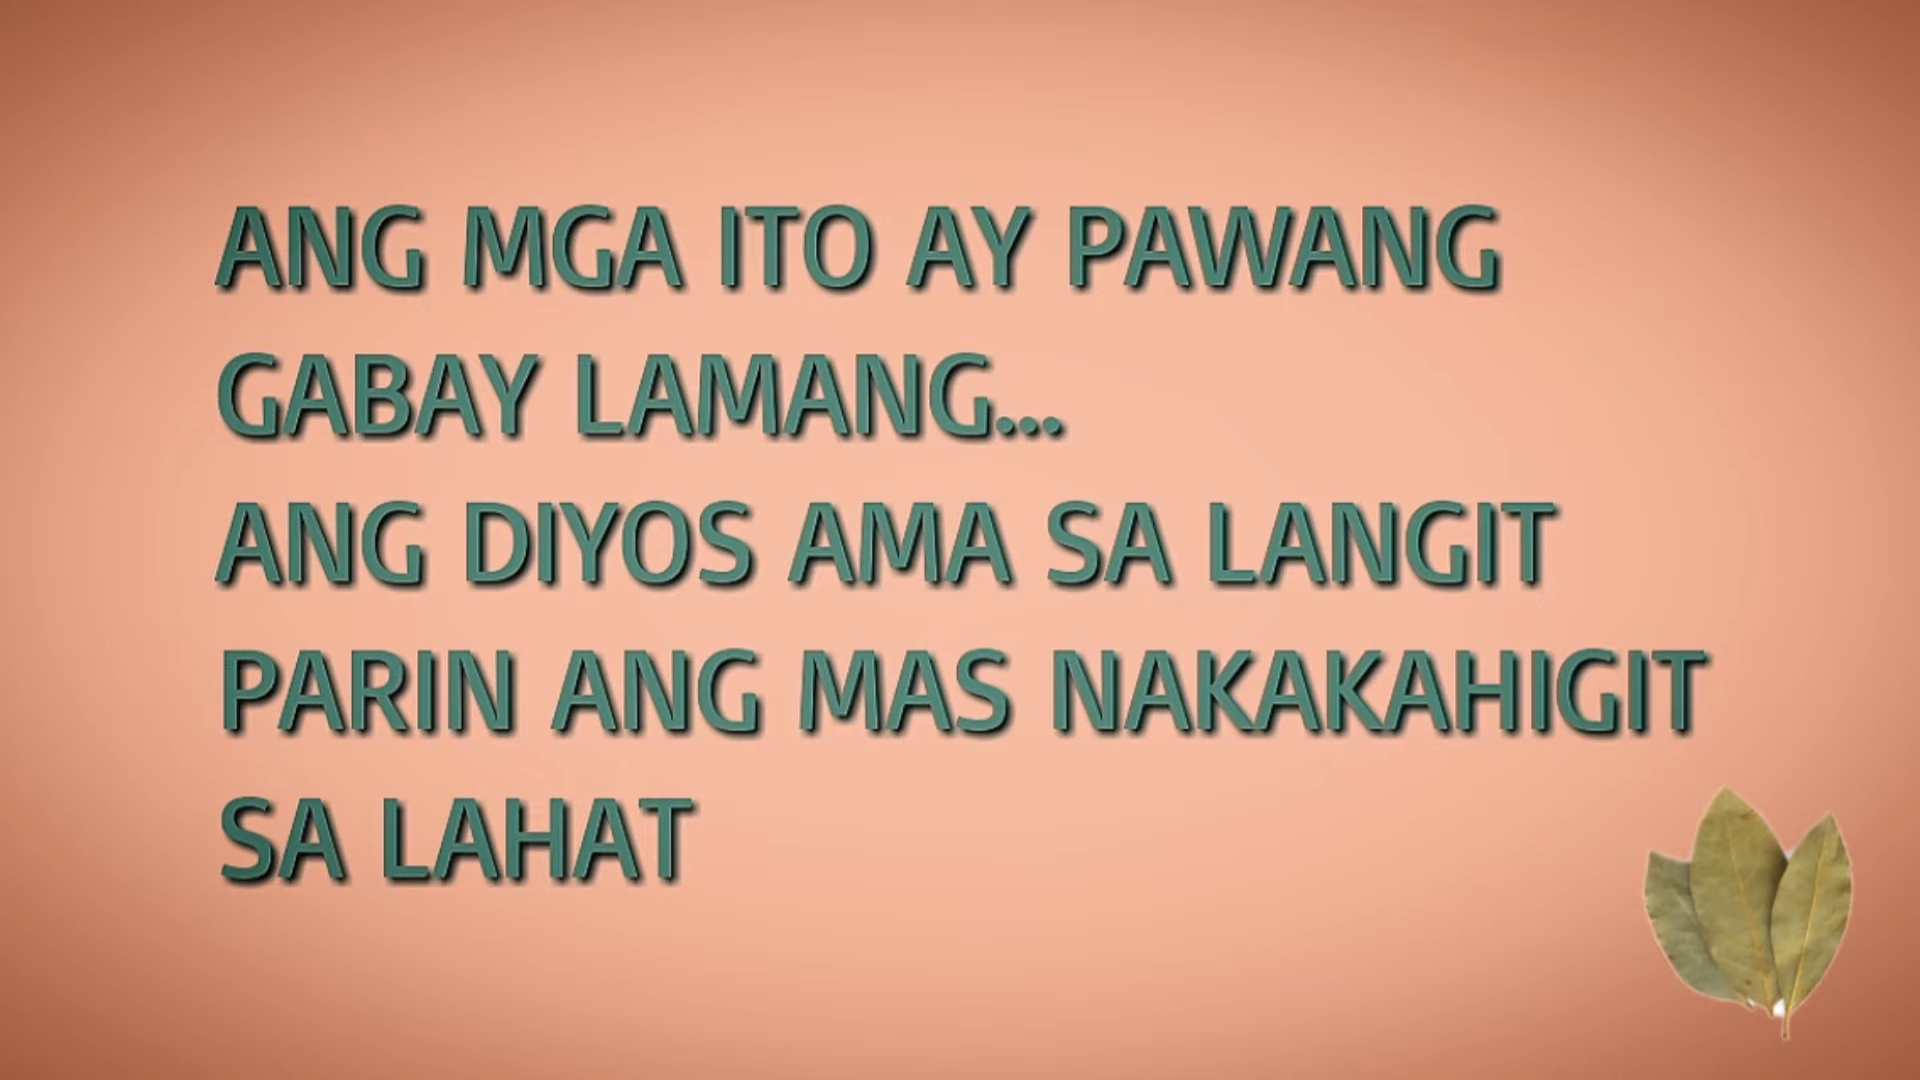 ANG MGA ITO AY PAWANG
GABAY LAMANG...
ANG DIYOS AMA SA LANGIT
PARIN ANG MAS NAKAKAHIGIT
SA LAHAT